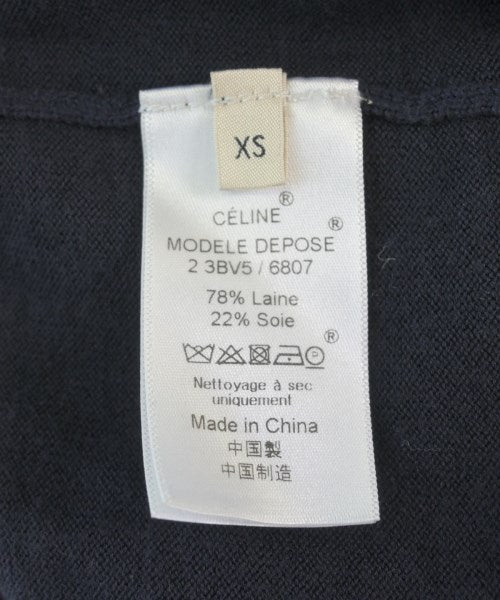 XS
CÉLINE®
MODELE DEPOSE®
2 3BV5 / 6807
78% Laine
22% Soie
®
P
Nettoyage à sec
uniquement
Made in China
中国製
中国制造